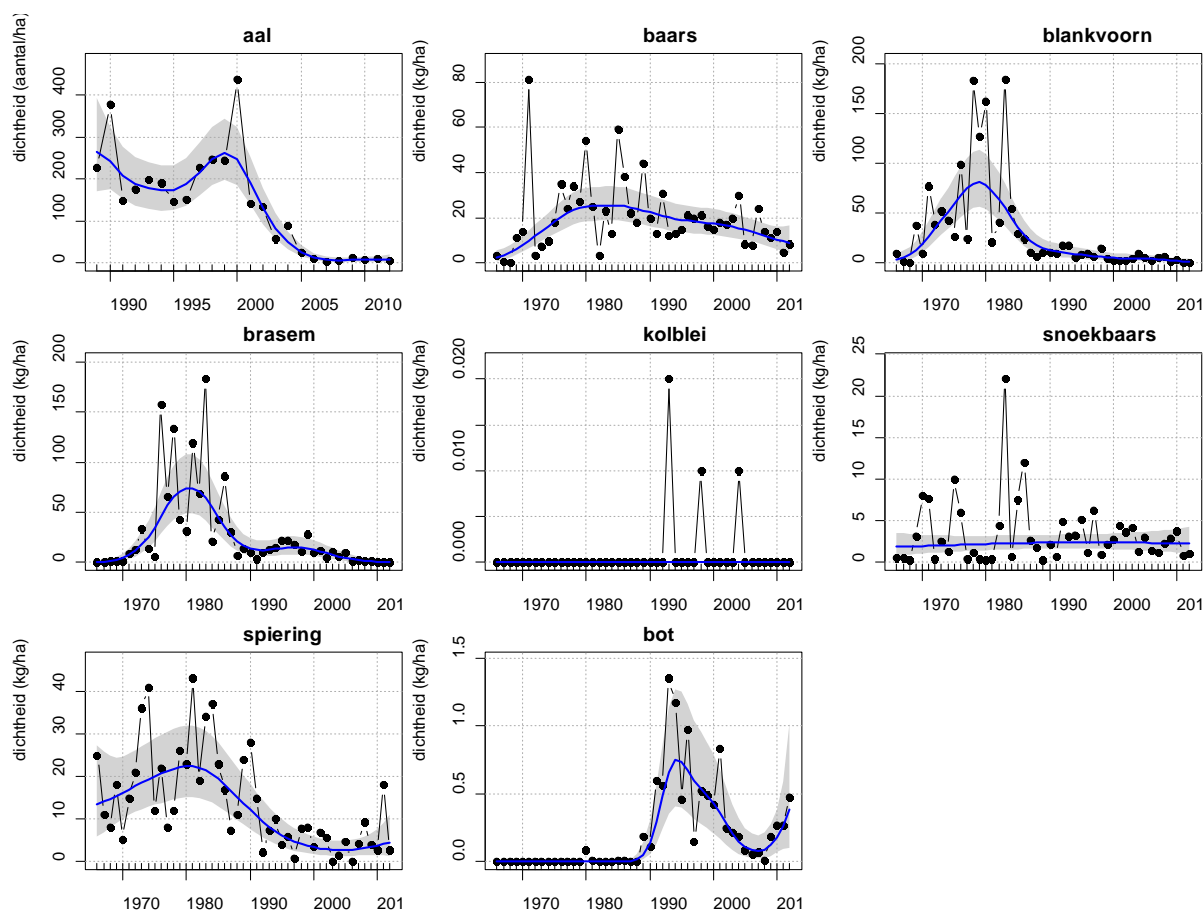 aal
dichtheid (aantal/ha)
400
300
200
100
0
1990 1995 2000 2005 2010
baars
dichtheid (kg/ha)
80
60
40
20
0
1970 1980 1990 2000 201
blankvoorn
dichtheid (kg/ha)
200
150
100
50
0
1970 1980 1990 2000 201
brasem
dichtheid (kg/ha)
200
150
100
50
0
1970 1980 1990 2000 201
kolblei
dichtheid (kg/ha)
0.020
0.010
0.000
1970 1980 1990 2000 201
snoekbaars
dichtheid (kg/ha)
25
20
15
10
5
0
1970 1980 1990 2000 201
spiering
dichtheid (kg/ha)
40
30
20
10
0
1970 1980 1990 2000 201
bot
dichtheid (kg/ha)
1.5
1.0
0.5
0.0
1970 1980 1990 2000 201